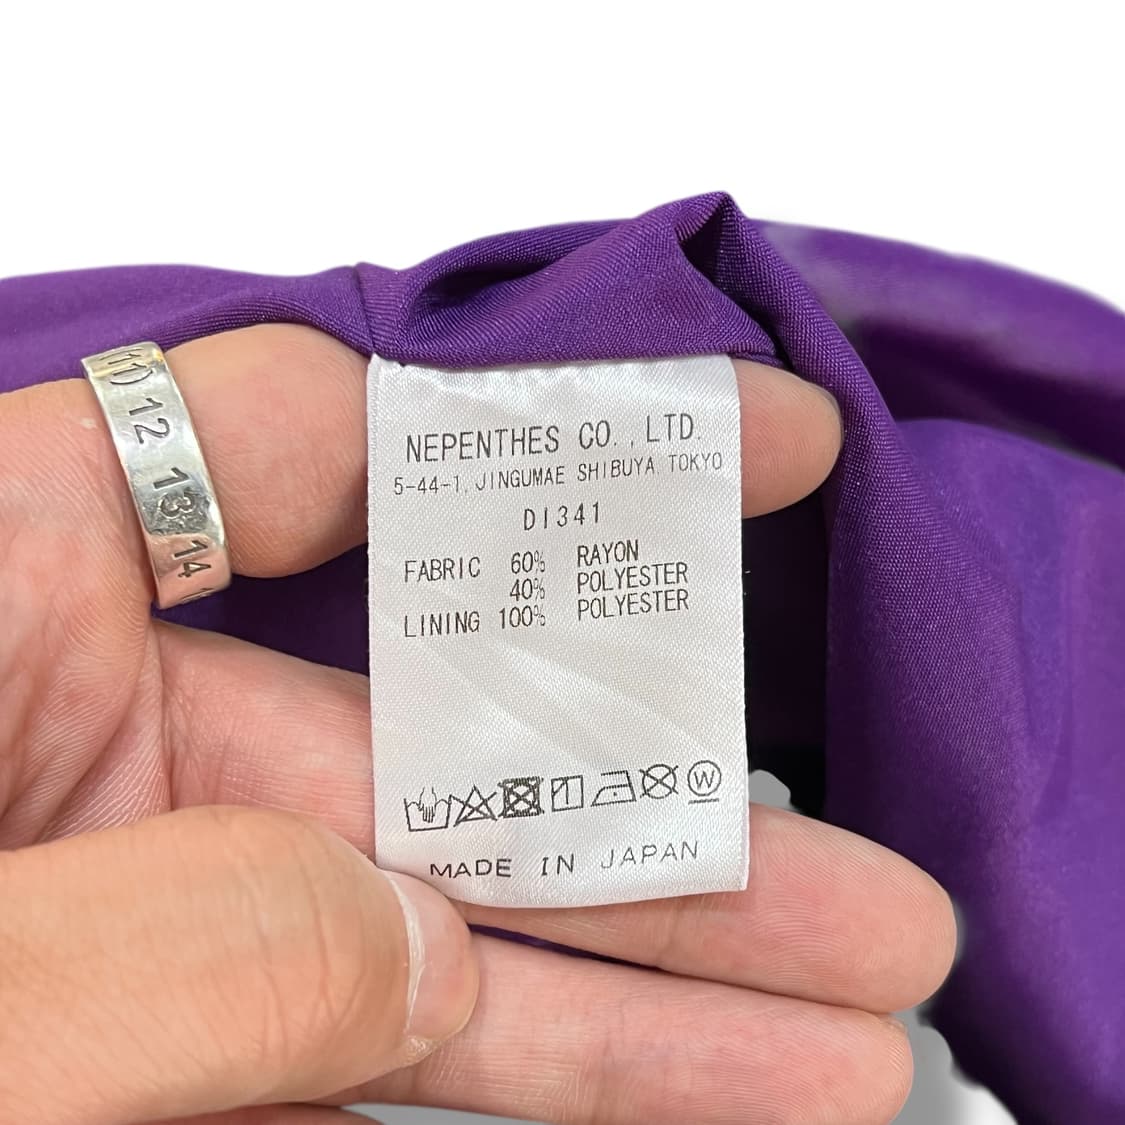 NEPENTHES CO., LTD.
5-44-1, JINGUMAE SHIBUYA, TOKYO
DI341
FABRIC 60% RAYON
40% POLYESTER
LINING 100% POLYESTER
W
MADE IN JAPAN
11 12 13 14